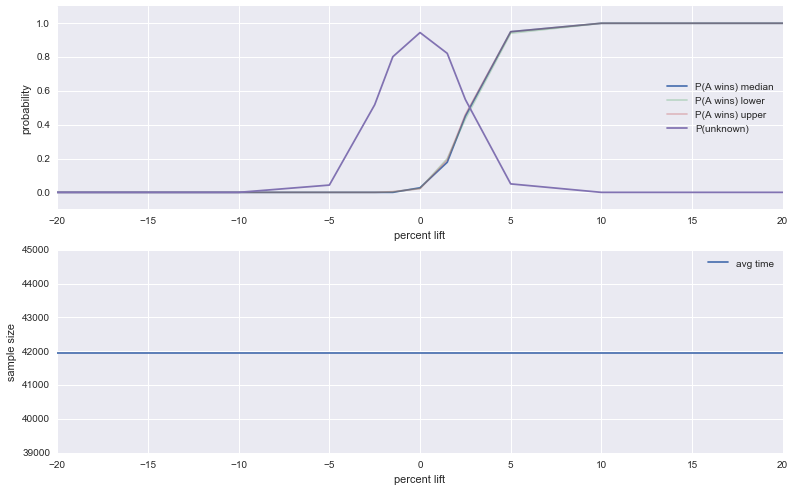 1.0
0.8
0.6
0.4
0.2
0.0
probability
P(A wins) median
P(A wins) lower
P(A wins) upper
P(unknown)
−20 −15 −10 −5 0 5 10 15 20
percent lift
45000
44000
43000
42000
41000
40000
39000
sample size
avg time
−20 −15 −10 −5 0 5 10 15 20
percent lift